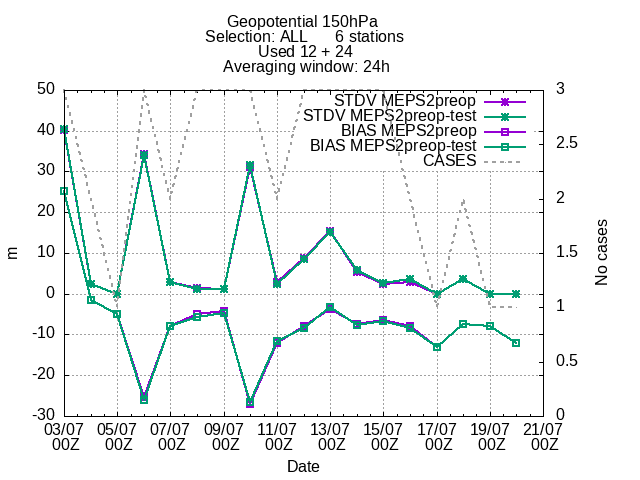 Geopotential 150hPa
Selection: ALL 6 stations
Used 12 + 24
Averaging window: 24h
STDV MEPS2preop
STDV MEPS2preop-test
BIAS MEPS2preop
BIAS MEPS2preop-test
CASES
50
40
30
20
10
0
-10
-20
-30
m
3
2.5
2
1.5
1
0.5
0
No cases
03/07 05/07 07/07 09/07 11/07 13/07 15/07 17/07 19/07 21/07
00Z 00Z 00Z 00Z 00Z 00Z 00Z 00Z 00Z 00Z
Date